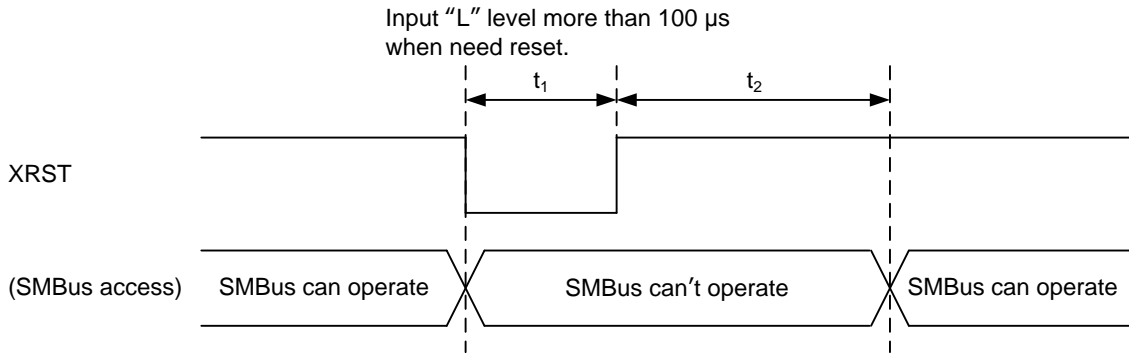 Input “L” level more than 100 µs
when need reset.
t₁
t₂
XRST
(SMBus access)
SMBus can operate
SMBus can’t operate
SMBus can operate